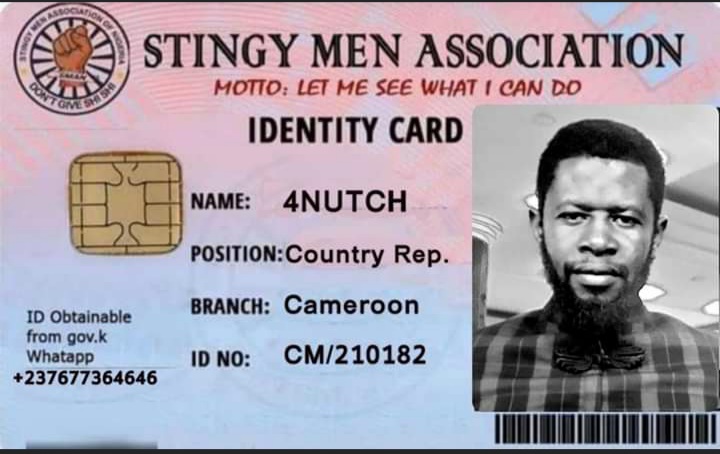 STINGY MEN ASSOCIATION OF NIGERIA
SMAN
DON'T GIVE SHI SHI
STINGY MEN ASSOCIATION
MOTTO: LET ME SEE WHAT I CAN DO
IDENTITY CARD
NAME: 4NUTCH
POSITION: Country Rep.
BRANCH: Cameroon
ID NO: CM/210182
ID Obtainable
from gov.k
Whatapp
+237677364646